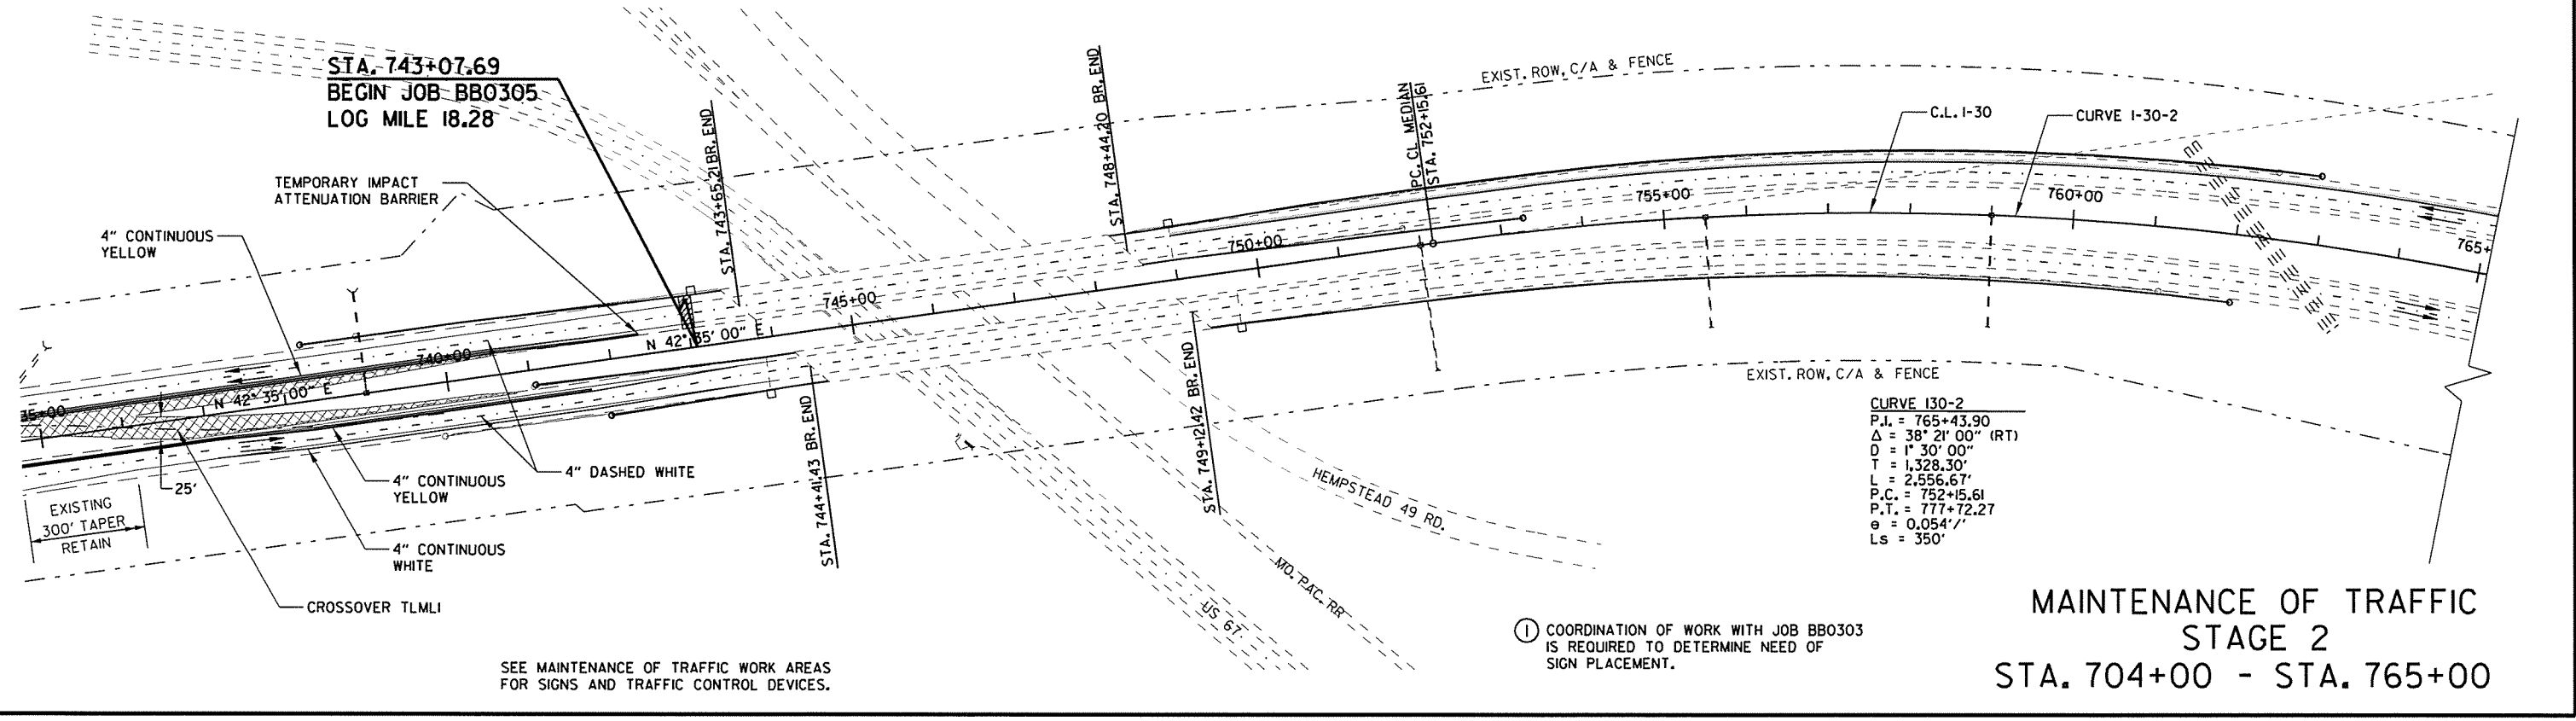 STA. 743+07.69
BEGIN JOB BB0305
LOG MILE 18.28
TEMPORARY IMPACT
ATTENUATION BARRIER
4" CONTINUOUS
YELLOW
STA. 743+65.21 BR. END
STA. 748+44.20 BR. END
PC. CL MEDIAN
STA. 752+15.61
EXIST. ROW, C/A & FENCE
C.L. I-30
CURVE I-30-2
35+00
740+00
745+00
750+00
755+00
760+00
765+
N 42° 35' 00" E
N 42° 35' 00" E
EXISTING
300' TAPER
RETAIN
25'
4" CONTINUOUS
YELLOW
4" DASHED WHITE
4" CONTINUOUS
WHITE
CROSSOVER TLML1
STA. 744+41.43 BR. END
STA. 749+12.42 BR. END
HEMPSTEAD 49 RD.
MO. PAC. RR
US 67
EXIST. ROW, C/A & FENCE
CURVE 130-2
P.I. = 765+43.90
Δ = 38° 21' 00" (RT)
D = 1° 30' 00"
T = 1,328.30'
L = 2,556.67'
P.C. = 752+15.61
P.T. = 777+72.27
e = 0.054'/'
Ls = 350'
SEE MAINTENANCE OF TRAFFIC WORK AREAS
FOR SIGNS AND TRAFFIC CONTROL DEVICES.
1 COORDINATION OF WORK WITH JOB BB0303
IS REQUIRED TO DETERMINE NEED OF
SIGN PLACEMENT.
MAINTENANCE OF TRAFFIC
STAGE 2
STA. 704+00 - STA. 765+00